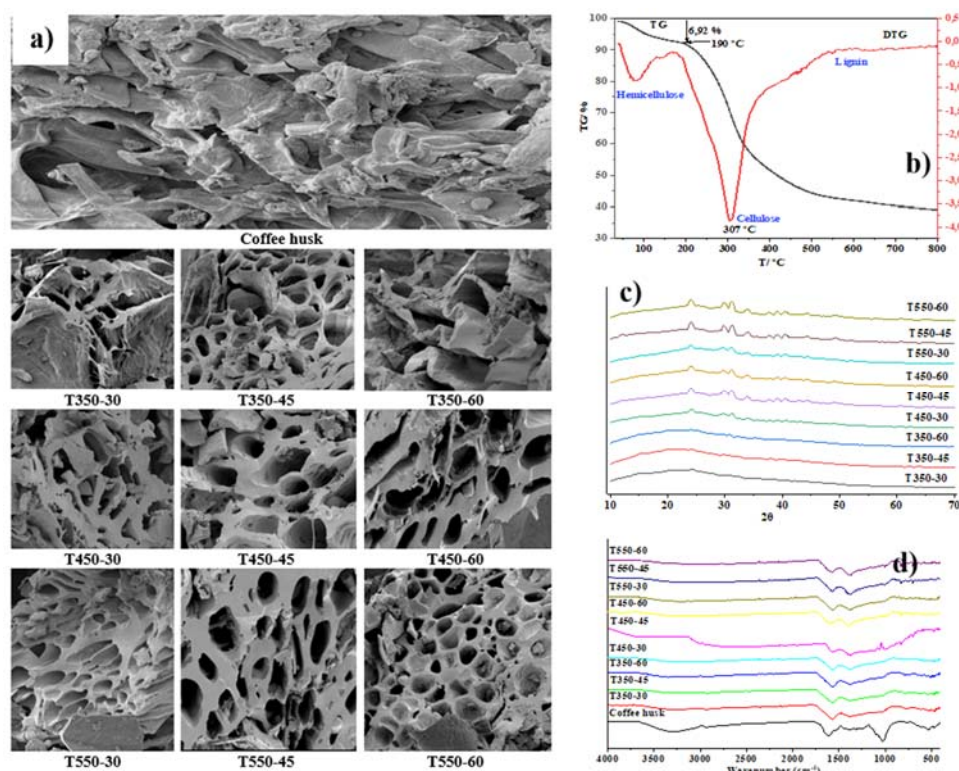 a)
Coffee husk
T350-30 T350-45 T350-60
T450-30 T450-45 T450-60
T550-30 T550-45 T550-60
100
90
80
70
60
50
40
30
TG/ %
TG
6,92 %
190 °C
DTG
Lignin
Hemicellulose
b)
Cellulose
307 °C
0,5
0,0
-0,5
-1,0
-1,5
-2,0
-2,5
-3,0
-3,5
-4,0
100 200 300 400 500 600 700 800
T/ °C
c)
T550-60
T550-45
T550-30
T450-60
T450-45
T450-30
T350-60
T350-45
T350-30
10 20 30 40 50 60 70
2θ
d)
T550-60
T550-45
T550-30
T450-60
T450-45
T450-30
T350-60
T350-45
T350-30
Coffee husk
4000 3500 3000 2500 2000 1500 1000 500